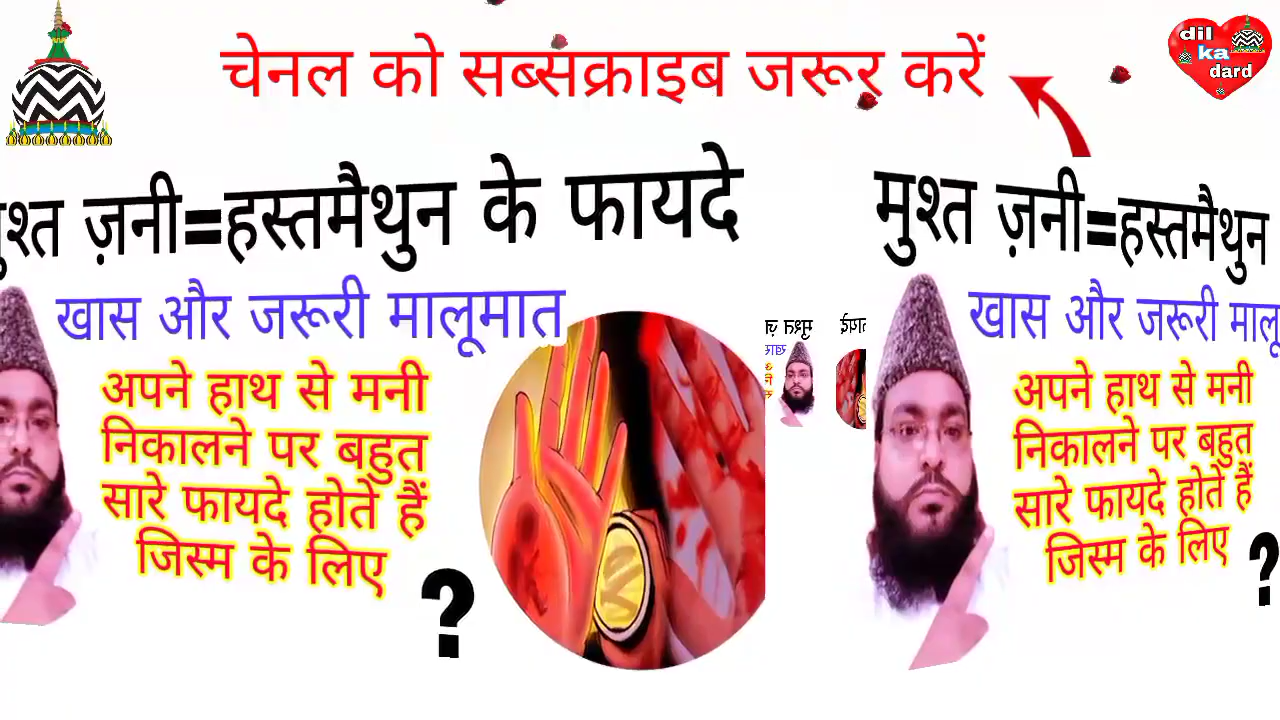 चेनल को सब्सक्राइब जरूर करें
dil
ka
dard
मुश्त ज़नी=हस्तमैथुन के फायदे
खास और जरूरी मालूमात
अपने हाथ से मनी
निकालने पर बहुत
सारे फायदे होते हैं
जिस्म के लिए
?
मुश्त ज़
फायदे
मुश्त ज़नी=हस्तमैथुन
खास और जरूरी मालू
अपने हाथ से मनी
निकालने पर बहुत
सारे फायदे होते हैं
जिस्म के लिए
?